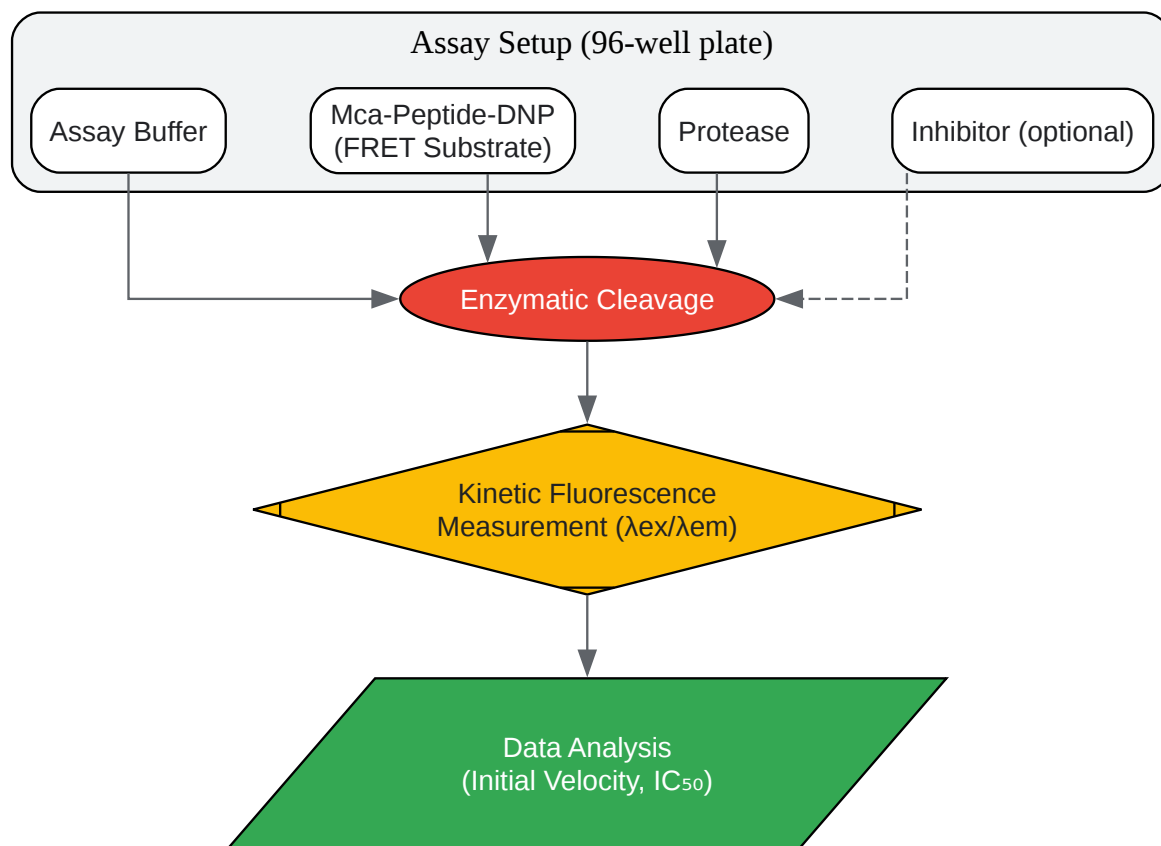 Assay Setup (96-well plate)
Assay Buffer
Mca-Peptide-DNP
(FRET Substrate)
Protease
Inhibitor (optional)
Enzymatic Cleavage
Kinetic Fluorescence
Measurement (λex/λem)
Data Analysis
(Initial Velocity, IC₅₀)